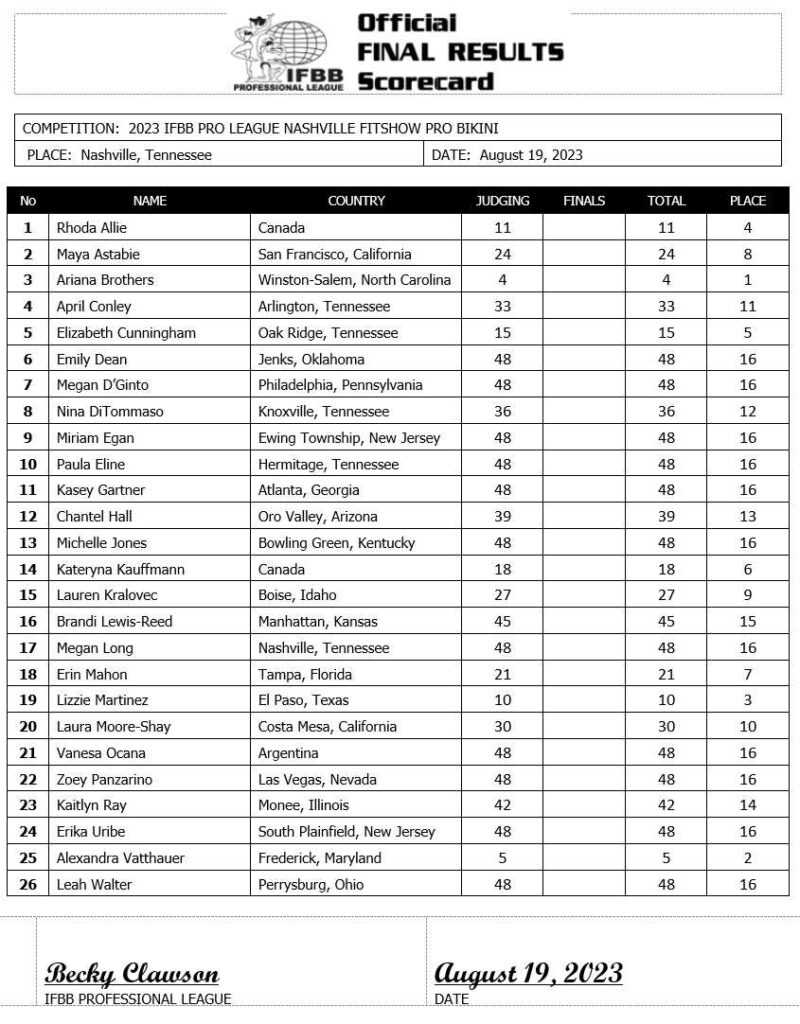 Official
FINAL RESULTS
Scorecard
IFBB
PROFESSIONAL LEAGUE
COMPETITION: 2023 IFBB PRO LEAGUE NASHVILLE FITSHOW PRO BIKINI
PLACE: Nashville, Tennessee DATE: August 19, 2023
No NAME COUNTRY JUDGING FINALS TOTAL PLACE
1 Rhoda Allie Canada 11 11 4
2 Maya Astabie San Francisco, California 24 24 8
3 Ariana Brothers Winston-Salem, North Carolina 4 4 1
4 April Conley Arlington, Tennessee 33 33 11
5 Elizabeth Cunningham Oak Ridge, Tennessee 15 15 5
6 Emily Dean Jenks, Oklahoma 48 48 16
7 Megan D’Ginto Philadelphia, Pennsylvania 48 48 16
8 Nina DiTommaso Knoxville, Tennessee 36 36 12
9 Miriam Egan Ewing Township, New Jersey 48 48 16
10 Paula Eline Hermitage, Tennessee 48 48 16
11 Kasey Gartner Atlanta, Georgia 48 48 16
12 Chantel Hall Oro Valley, Arizona 39 39 13
13 Michelle Jones Bowling Green, Kentucky 48 48 16
14 Kateryna Kauffmann Canada 18 18 6
15 Lauren Kralovec Boise, Idaho 27 27 9
16 Brandi Lewis-Reed Manhattan, Kansas 45 45 15
17 Megan Long Nashville, Tennessee 48 48 16
18 Erin Mahon Tampa, Florida 21 21 7
19 Lizzie Martinez El Paso, Texas 10 10 3
20 Laura Moore-Shay Costa Mesa, California 30 30 10
21 Vanesa Ocana Argentina 48 48 16
22 Zoey Panzarino Las Vegas, Nevada 48 48 16
23 Kaitlyn Ray Monee, Illinois 42 42 14
24 Erika Uribe South Plainfield, New Jersey 48 48 16
25 Alexandra Vatthauer Frederick, Maryland 5 5 2
26 Leah Walter Perrysburg, Ohio 48 48 16
Becky Clawson August 19, 2023
IFBB PROFESSIONAL LEAGUE DATE